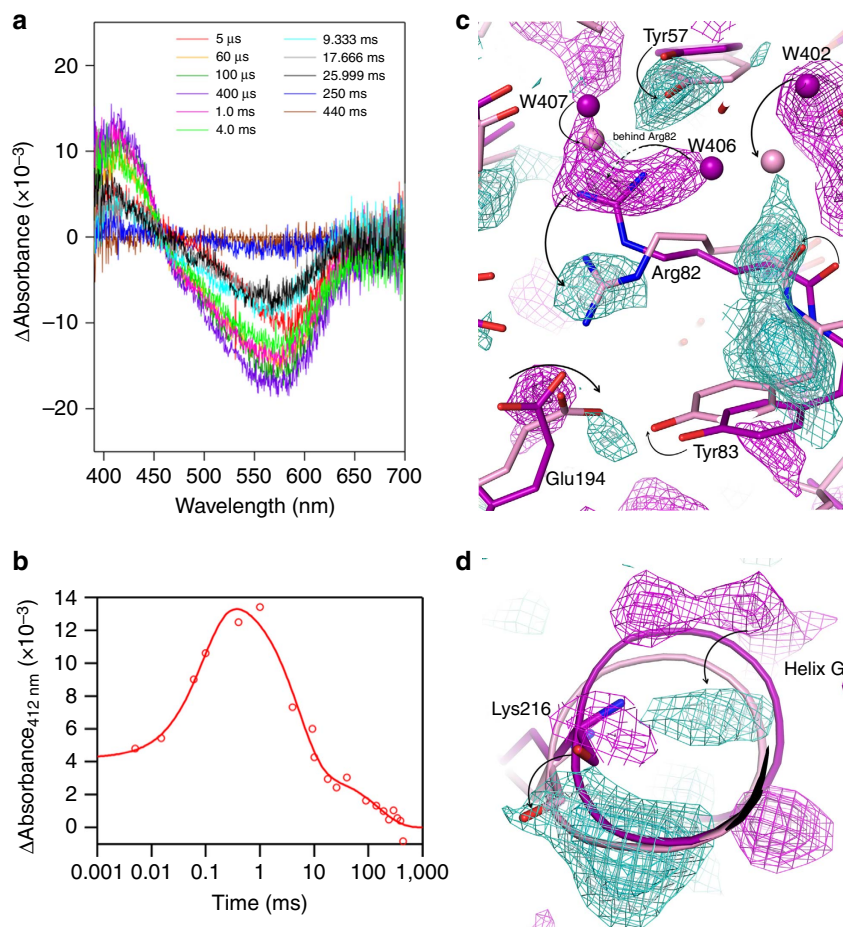 a
20
10
0
−10
−20
ΔAbsorbance (×10⁻³)
5 μs
60 μs
100 μs
400 μs
1.0 ms
4.0 ms
9.333 ms
17.666 ms
25.999 ms
250 ms
440 ms
400 450 500 550 600 650 700
Wavelength (nm)
b
14
12
10
8
6
4
2
0
ΔAbsorbance412 nm (×10⁻³)
0.001 0.01 0.1 1 10 100 1,000
Time (ms)
c
Tyr57
W402
W407
behind Arg82
W406
Arg82
Glu194
Tyr83
d
Helix G
Lys216